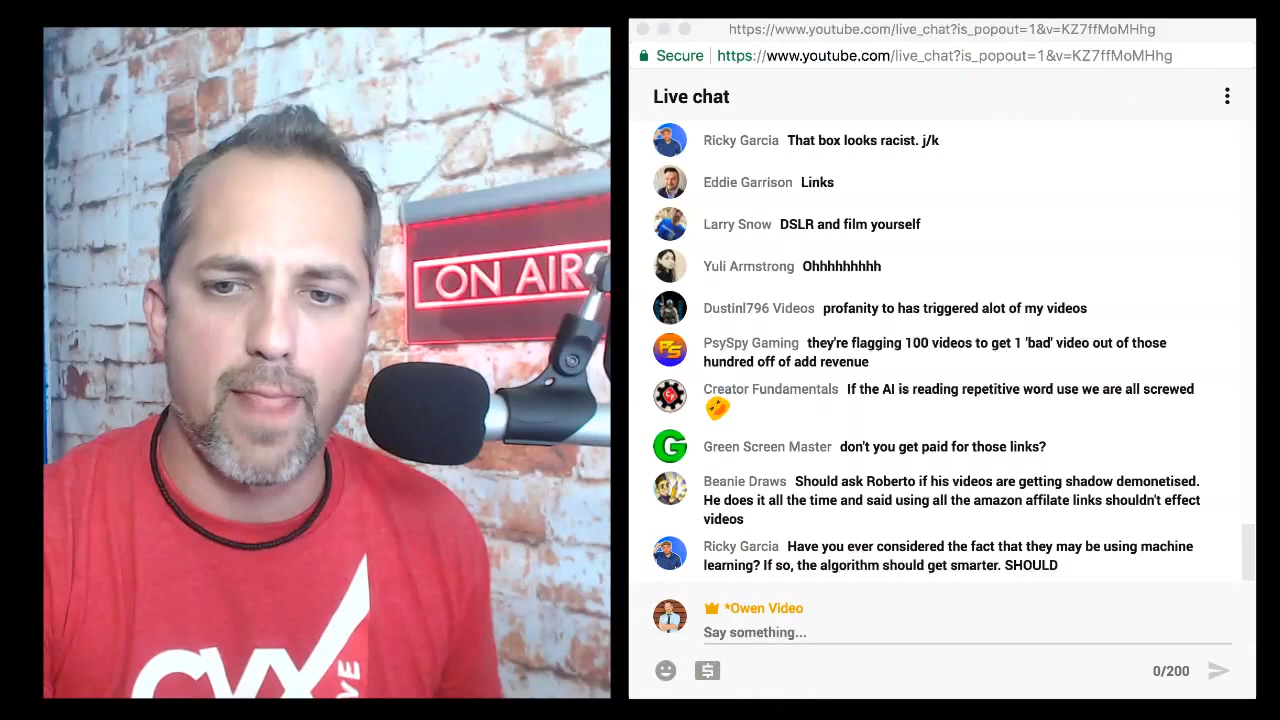 ON AIR
CVX
LIVE
https://www.youtube.com/live_chat?is_popout=1&v=KZ7ffMoMHhg
Secure https://www.youtube.com/live_chat?is_popout=1&v=KZ7ffMoMHhg
Live chat
Ricky Garcia That box looks racist. j/k
Eddie Garrison Links
Larry Snow DSLR and film yourself
Yuli Armstrong Ohhhhhhhhh
Dustinl796 Videos profanity to has triggered alot of my videos
PsySpy Gaming they're flagging 100 videos to get 1 'bad' video out of those
hundred off of add revenue
Creator Fundamentals If the AI is reading repetitive word use we are all screwed
Green Screen Master don't you get paid for those links?
Beanie Draws Should ask Roberto if his videos are getting shadow demonetised.
He does it all the time and said using all the amazon affilate links shouldn't effect
videos
Ricky Garcia Have you ever considered the fact that they may be using machine
learning? If so, the algorithm should get smarter. SHOULD
*Owen Video
Say something...
0/200